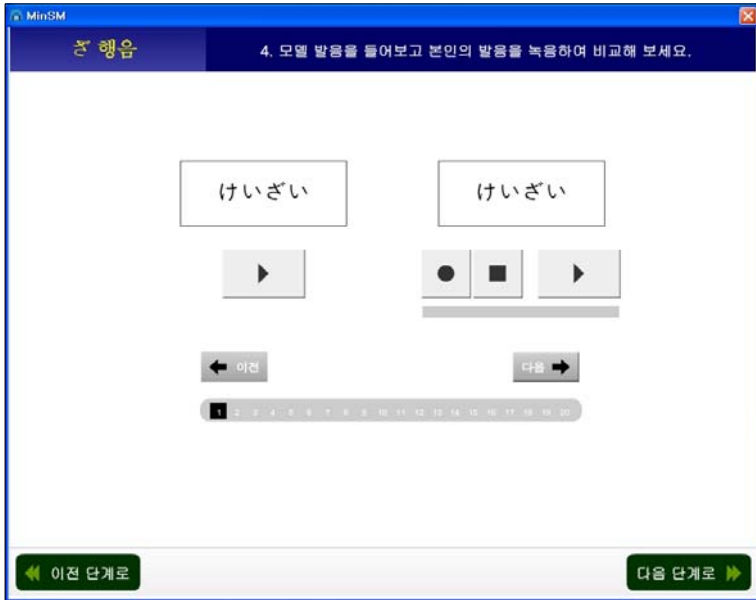 MinSM
ざ 행음
4. 모델 발음을 들어보고 본인의 발음을 녹음하여 비교해 보세요.
けいざい
けいざい
이전
다음
1 2 3 4 5 6 7 8 9 10 11 12 13 14 15 16 17 18 19 20
이전 단계로
다음 단계로